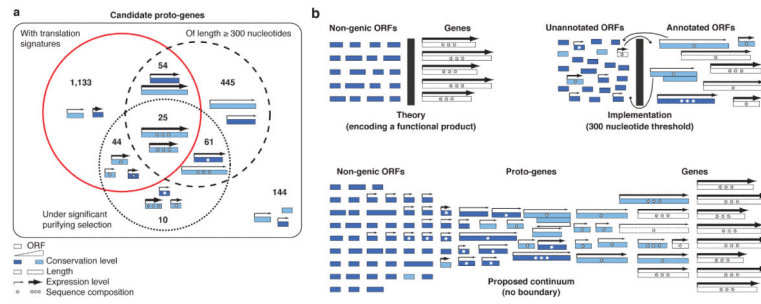 a
Candidate proto-genes
With translation
signatures
Of length ≥ 300 nucleotides
1,133
54
445
25
44
61
144
Under significant
purifying selection
10
ORF
Conservation level
Length
Expression level
Sequence composition
b
Non-genic ORFs
Genes
Theory
(encoding a functional product)
Unannotated ORFs
Annotated ORFs
Implementation
(300 nucleotide threshold)
Non-genic ORFs
Proto-genes
Genes
Proposed continuum
(no boundary)